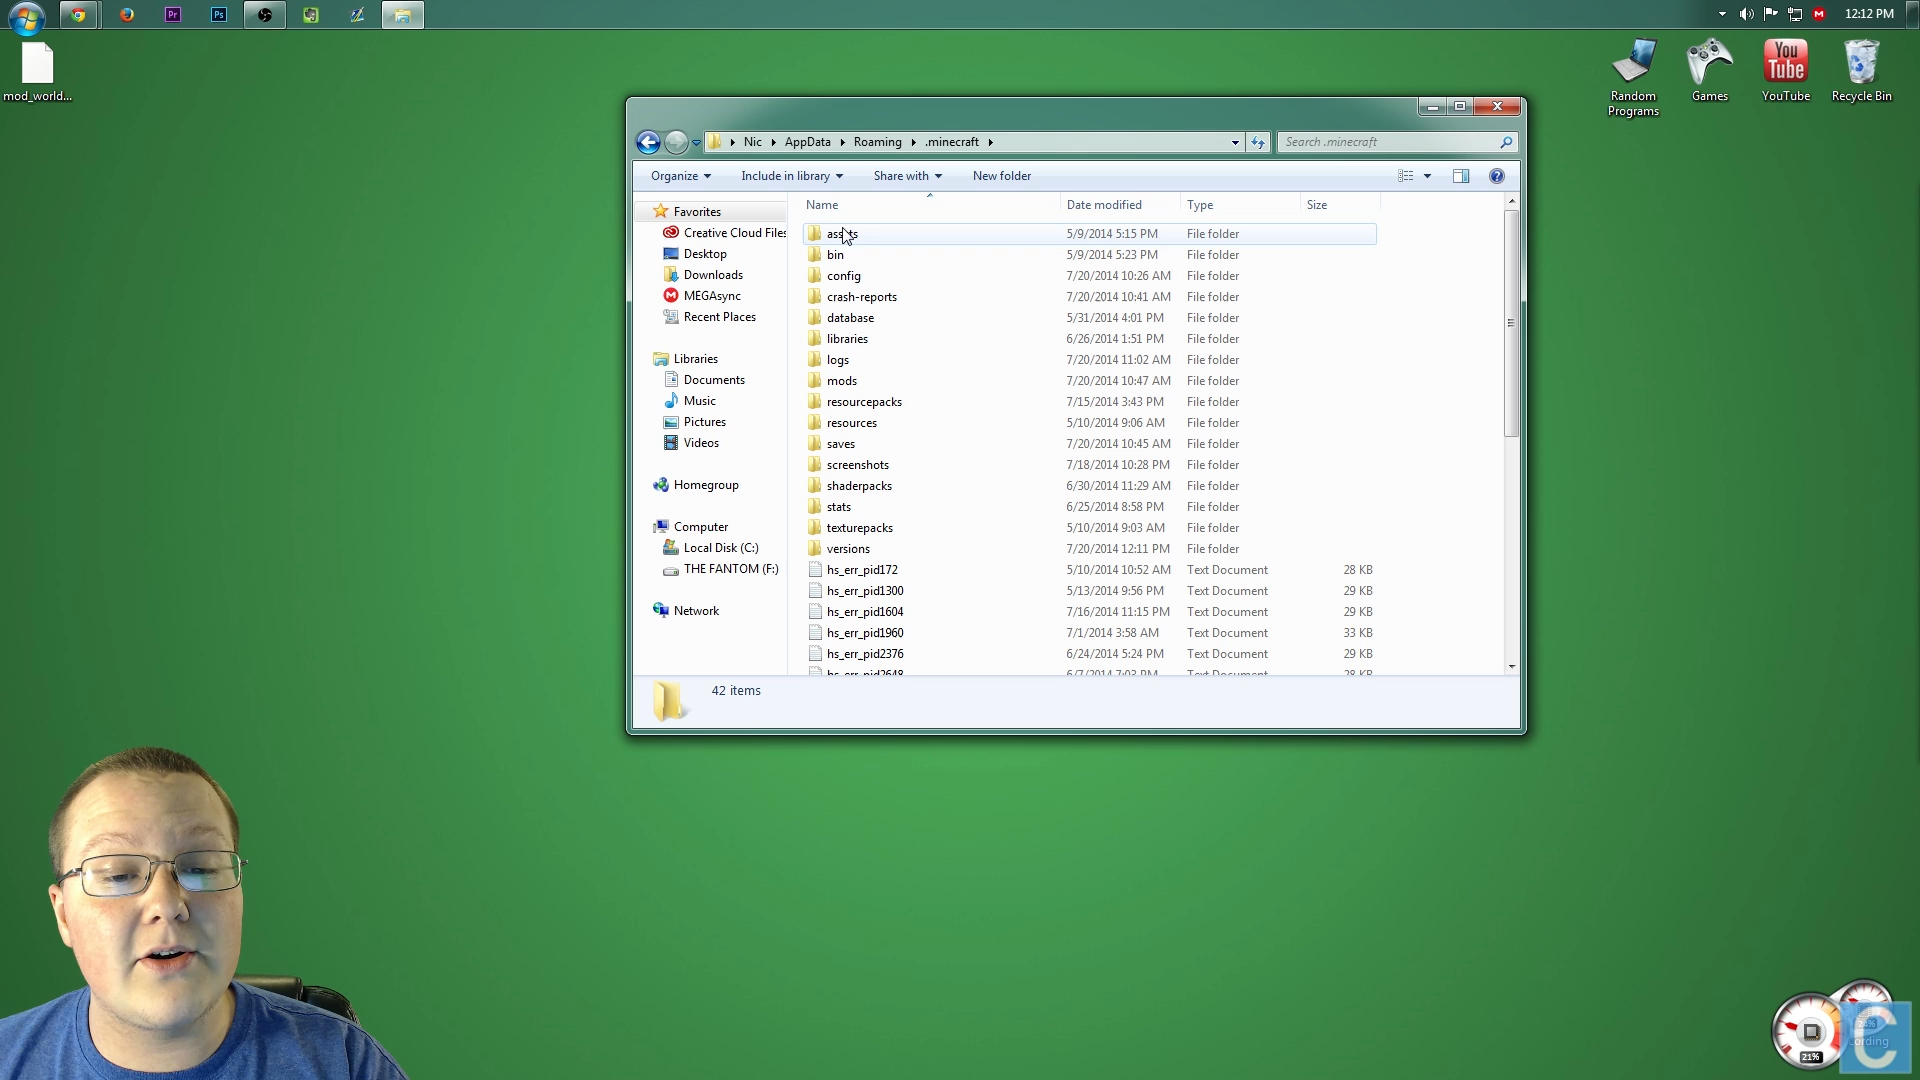 Pr
Ps
12:12 PM
mod_world...
Random Programs
Games
You Tube
YouTube
Recycle Bin
Nic AppData Roaming .minecraft
Search .minecraft
Organize Include in library Share with New folder
Name Date modified Type Size
Favorites
Creative Cloud Files
Desktop
Downloads
MEGAsync
Recent Places
Libraries
Documents
Music
Pictures
Videos
Homegroup
Computer
Local Disk (C:)
THE FANTOM (F:)
Network
assets 5/9/2014 5:15 PM File folder
bin 5/9/2014 5:23 PM File folder
config 7/20/2014 10:26 AM File folder
crash-reports 7/20/2014 10:41 AM File folder
database 5/31/2014 4:01 PM File folder
libraries 6/26/2014 1:51 PM File folder
logs 7/20/2014 11:02 AM File folder
mods 7/20/2014 10:47 AM File folder
resourcepacks 7/15/2014 3:43 PM File folder
resources 5/10/2014 9:06 AM File folder
saves 7/20/2014 10:45 AM File folder
screenshots 7/18/2014 10:28 PM File folder
shaderpacks 6/30/2014 11:29 AM File folder
stats 6/25/2014 8:58 PM File folder
texturepacks 5/10/2014 9:03 AM File folder
versions 7/20/2014 12:11 PM File folder
hs_err_pid172 5/10/2014 10:52 AM Text Document 28 KB
hs_err_pid1300 5/13/2014 9:56 PM Text Document 29 KB
hs_err_pid1604 7/16/2014 11:15 PM Text Document 29 KB
hs_err_pid1960 7/1/2014 3:58 AM Text Document 33 KB
hs_err_pid2376 6/24/2014 5:24 PM Text Document 29 KB
hs_err_pid2648 6/7/2014 7:03 PM Text Document 28 KB
42 items
21%